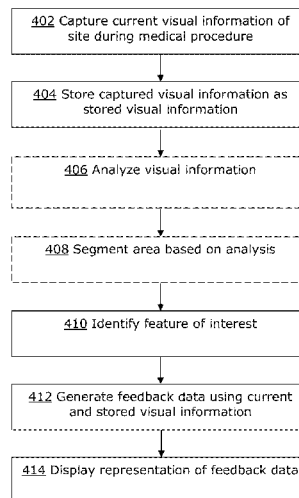 402 Capture current visual information of
site during medical procedure
404 Store captured visual information as
stored visual information
406 Analyze visual information
408 Segment area based on analysis
410 Identify feature of interest
412 Generate feedback data using current
and stored visual information
414 Display representation of feedback data